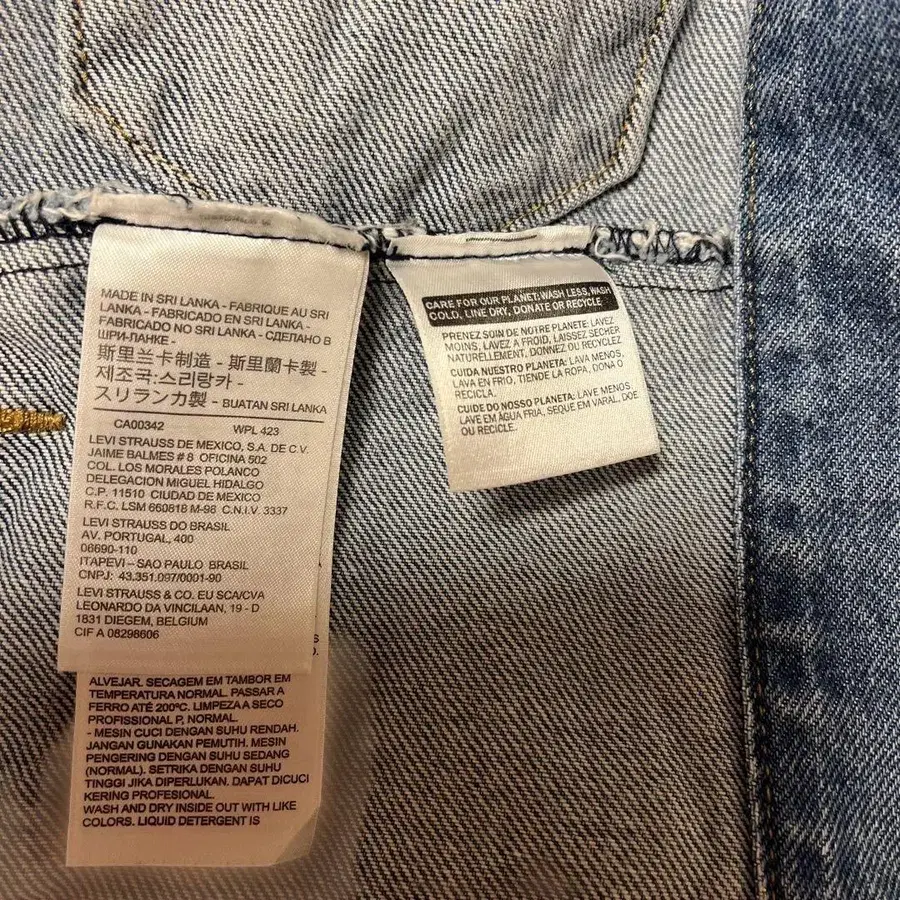 MADE IN SRI LANKA - FABRIQUE AU SRI
LANKA - FABRICADO EN SRI LANKA -
FABRICADO NO SRI LANKA - СДЕЛАНО В
ШРИ-ЛАНКЕ -
斯里兰卡制造 - 斯里蘭卡製 -
제조국:스리랑카 -
スリランカ製 - BUATAN SRI LANKA
CA00342 WPL 423
LEVI STRAUSS DE MEXICO, S.A. DE C.V.
JAIME BALMES # 8 OFICINA 502
COL. LOS MORALES POLANCO
DELEGACION MIGUEL HIDALGO
C.P. 11510 CIUDAD DE MEXICO
R.F.C. LSM 660818 M-98 C.N.I.V. 3337
LEVI STRAUSS DO BRASIL
AV. PORTUGAL, 400
06690-110
ITAPEVI – SAO PAULO BRASIL
CNPJ: 43.351.097/0001-90
LEVI STRAUSS & CO. EU SCA/CVA
LEONARDO DA VINCILAAN, 19 - D
1831 DIEGEM, BELGIUM
CIF A 08298606
ALVEJAR. SECAGEM EM TAMBOR EM
TEMPERATURA NORMAL. PASSAR A
FERRO ATÉ 200ºC. LIMPEZA A SECO
PROFISSIONAL P, NORMAL.
- MESIN CUCI DENGAN SUHU RENDAH.
JANGAN GUNAKAN PEMUTIH. MESIN
PENGERING DENGAN SUHU SEDANG
(NORMAL). SETRIKA DENGAN SUHU
TINGGI JIKA DIPERLUKAN. DAPAT DICUCI
KERING PROFESIONAL.
WASH AND DRY INSIDE OUT WITH LIKE
COLORS. LIQUID DETERGENT IS
CARE FOR OUR PLANET: WASH LESS, WASH
COLD, LINE DRY, DONATE OR RECYCLE
PRENEZ SOIN DE NOTRE PLANETE: LAVEZ
MOINS, LAVEZ A FROID, LAISSEZ SECHER
NATURELLEMENT, DONNEZ OU RECYCLEZ
CUIDA NUESTRO PLANETA: LAVA MENOS,
LAVA EN FRIO, TIENDE LA ROPA, DONA O
RECICLA.
CUIDE DO NOSSO PLANETA: LAVE MENOS,
LAVE EM ÁGUA FRIA, SEQUE EM VARAL, DOE
OU RECICLE.